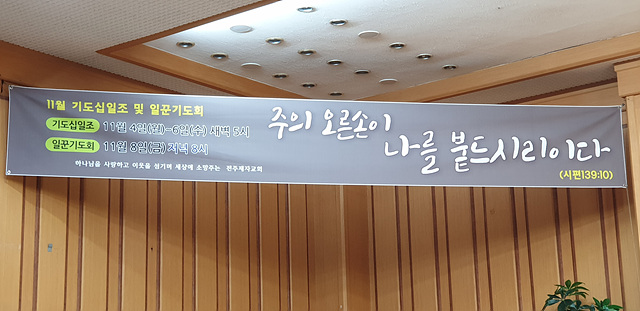 11월 기도십일조 및 일꾼기도회
기도십일조 11월 4일(월)-6일(수) 새벽 5시
일꾼기도회 11월 8일(금) 저녁 8시
하나님을 사랑하고 이웃을 섬기며 세상에 소망주는 전주제자교회
주의 오른손이
나를 붙드시리이다
(시편139:10)